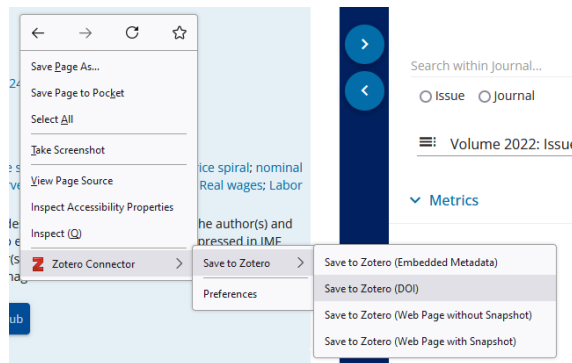 Save Page As...
Save Page to Pocket
Select All
Take Screenshot
View Page Source
Inspect Accessibility Properties
Inspect (Q)
Zotero Connector
Save to Zotero
Preferences
Save to Zotero (Embedded Metadata)
Save to Zotero (DOI)
Save to Zotero (Web Page without Snapshot)
Save to Zotero (Web Page with Snapshot)
24
ice spiral; nominal
Real wages; Labor
he author(s) and
pressed in IMF
ub
Search within Journal...
Issue Journal
Volume 2022: Issue
Metrics